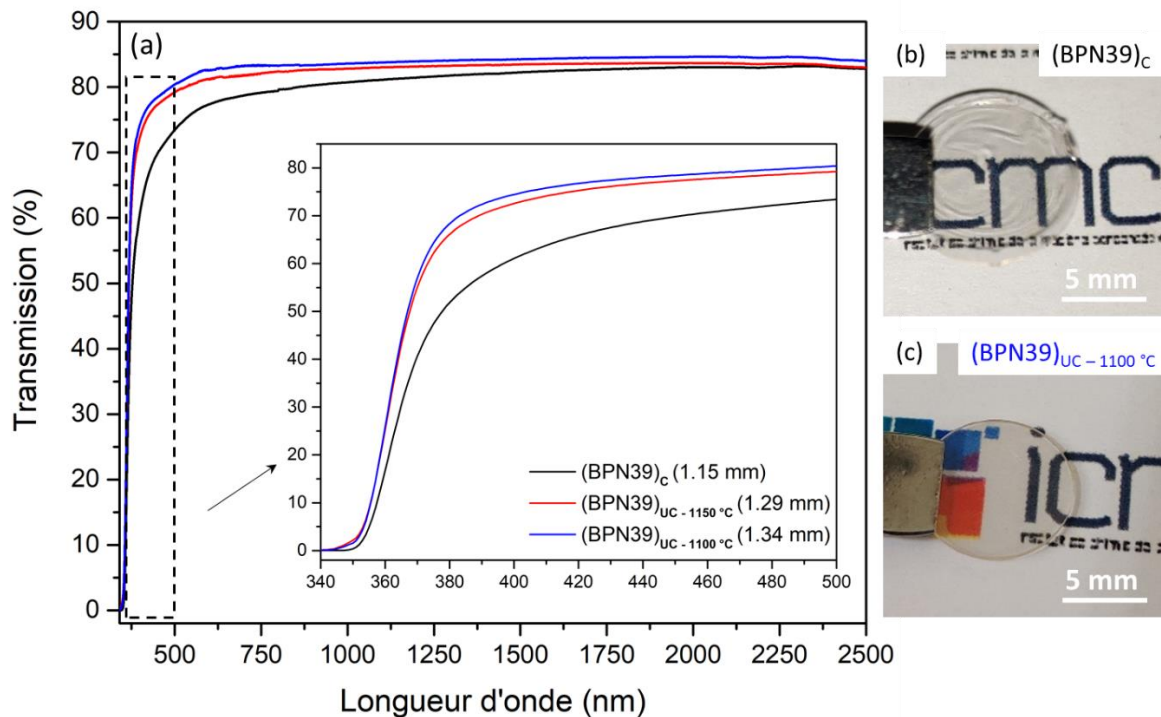 (a)
Transmission (%)
90
80
70
60
50
40
30
20
10
0
500
750
1000
1250
1500
1750
2000
2250
2500
Longueur d'onde (nm)
80
70
60
50
40
30
20
10
0
340
360
380
400
420
440
460
480
500
(BPN39)C (1.15 mm)
(BPN39)UC - 1150 °C (1.29 mm)
(BPN39)UC - 1100 °C (1.34 mm)
(b)
(BPN39)C
cmc
5 mm
(c)
(BPN39)UC – 1100 °C
icm
5 mm